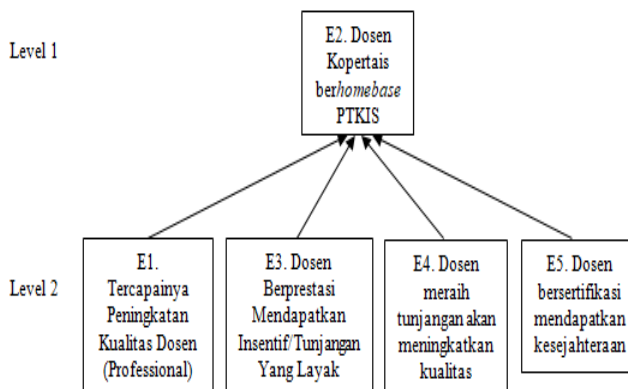 Level 1
E2. Dosen
Kopertais
berhomebase
PTKIS
Level 2
E1.
Tercapainya
Peningkatan
Kualitas Dosen
(Professional)
E3. Dosen
Berprestasi
Mendapatkan
Insentif/Tunjangan
Yang Layak
E4. Dosen
meraih
tunjangan akan
meningkatkan
kualitas
E5. Dosen
bersertifikasi
mendapatkan
kesejahteraan